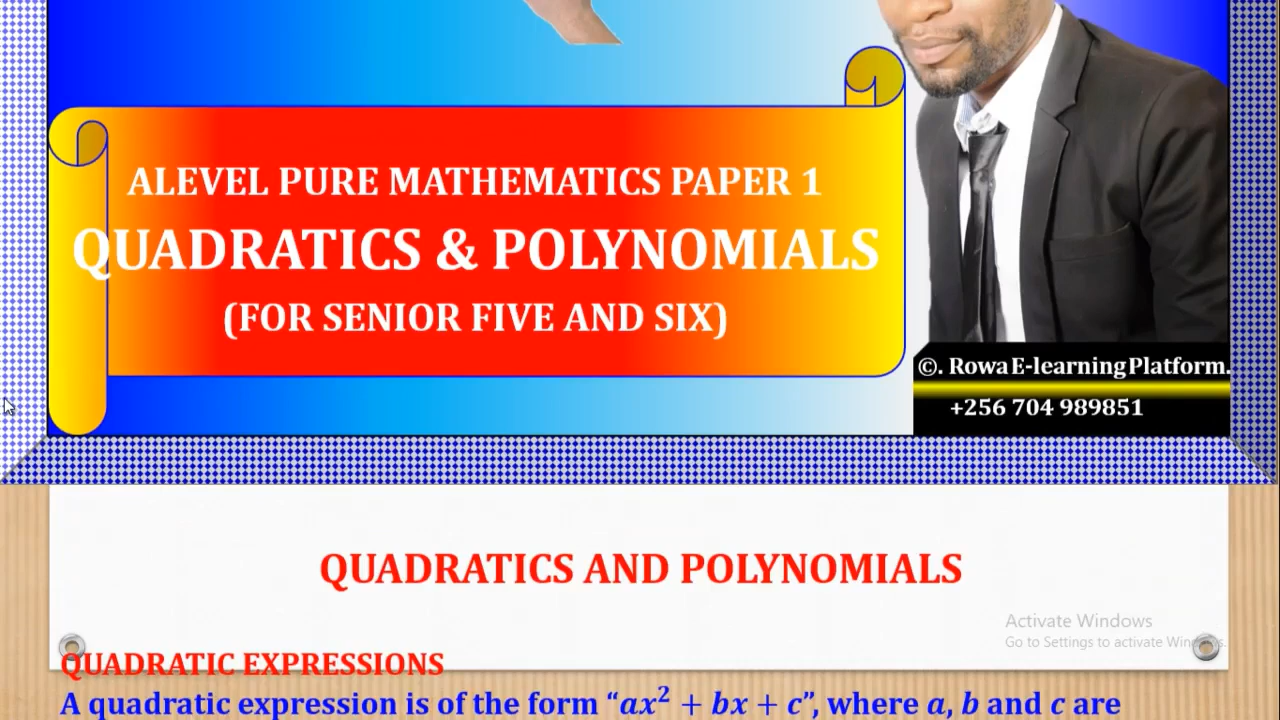 ALEVEL PURE MATHEMATICS PAPER 1
QUADRATICS & POLYNOMIALS
(FOR SENIOR FIVE AND SIX)
©. Rowa E-learning Platform.
+256 704 989851
QUADRATICS AND POLYNOMIALS
Activate Windows
Go to Settings to activate Windows.
QUADRATIC EXPRESSIONS
A quadratic expression is of the form “ax² + bx + c”, where a, b and c are